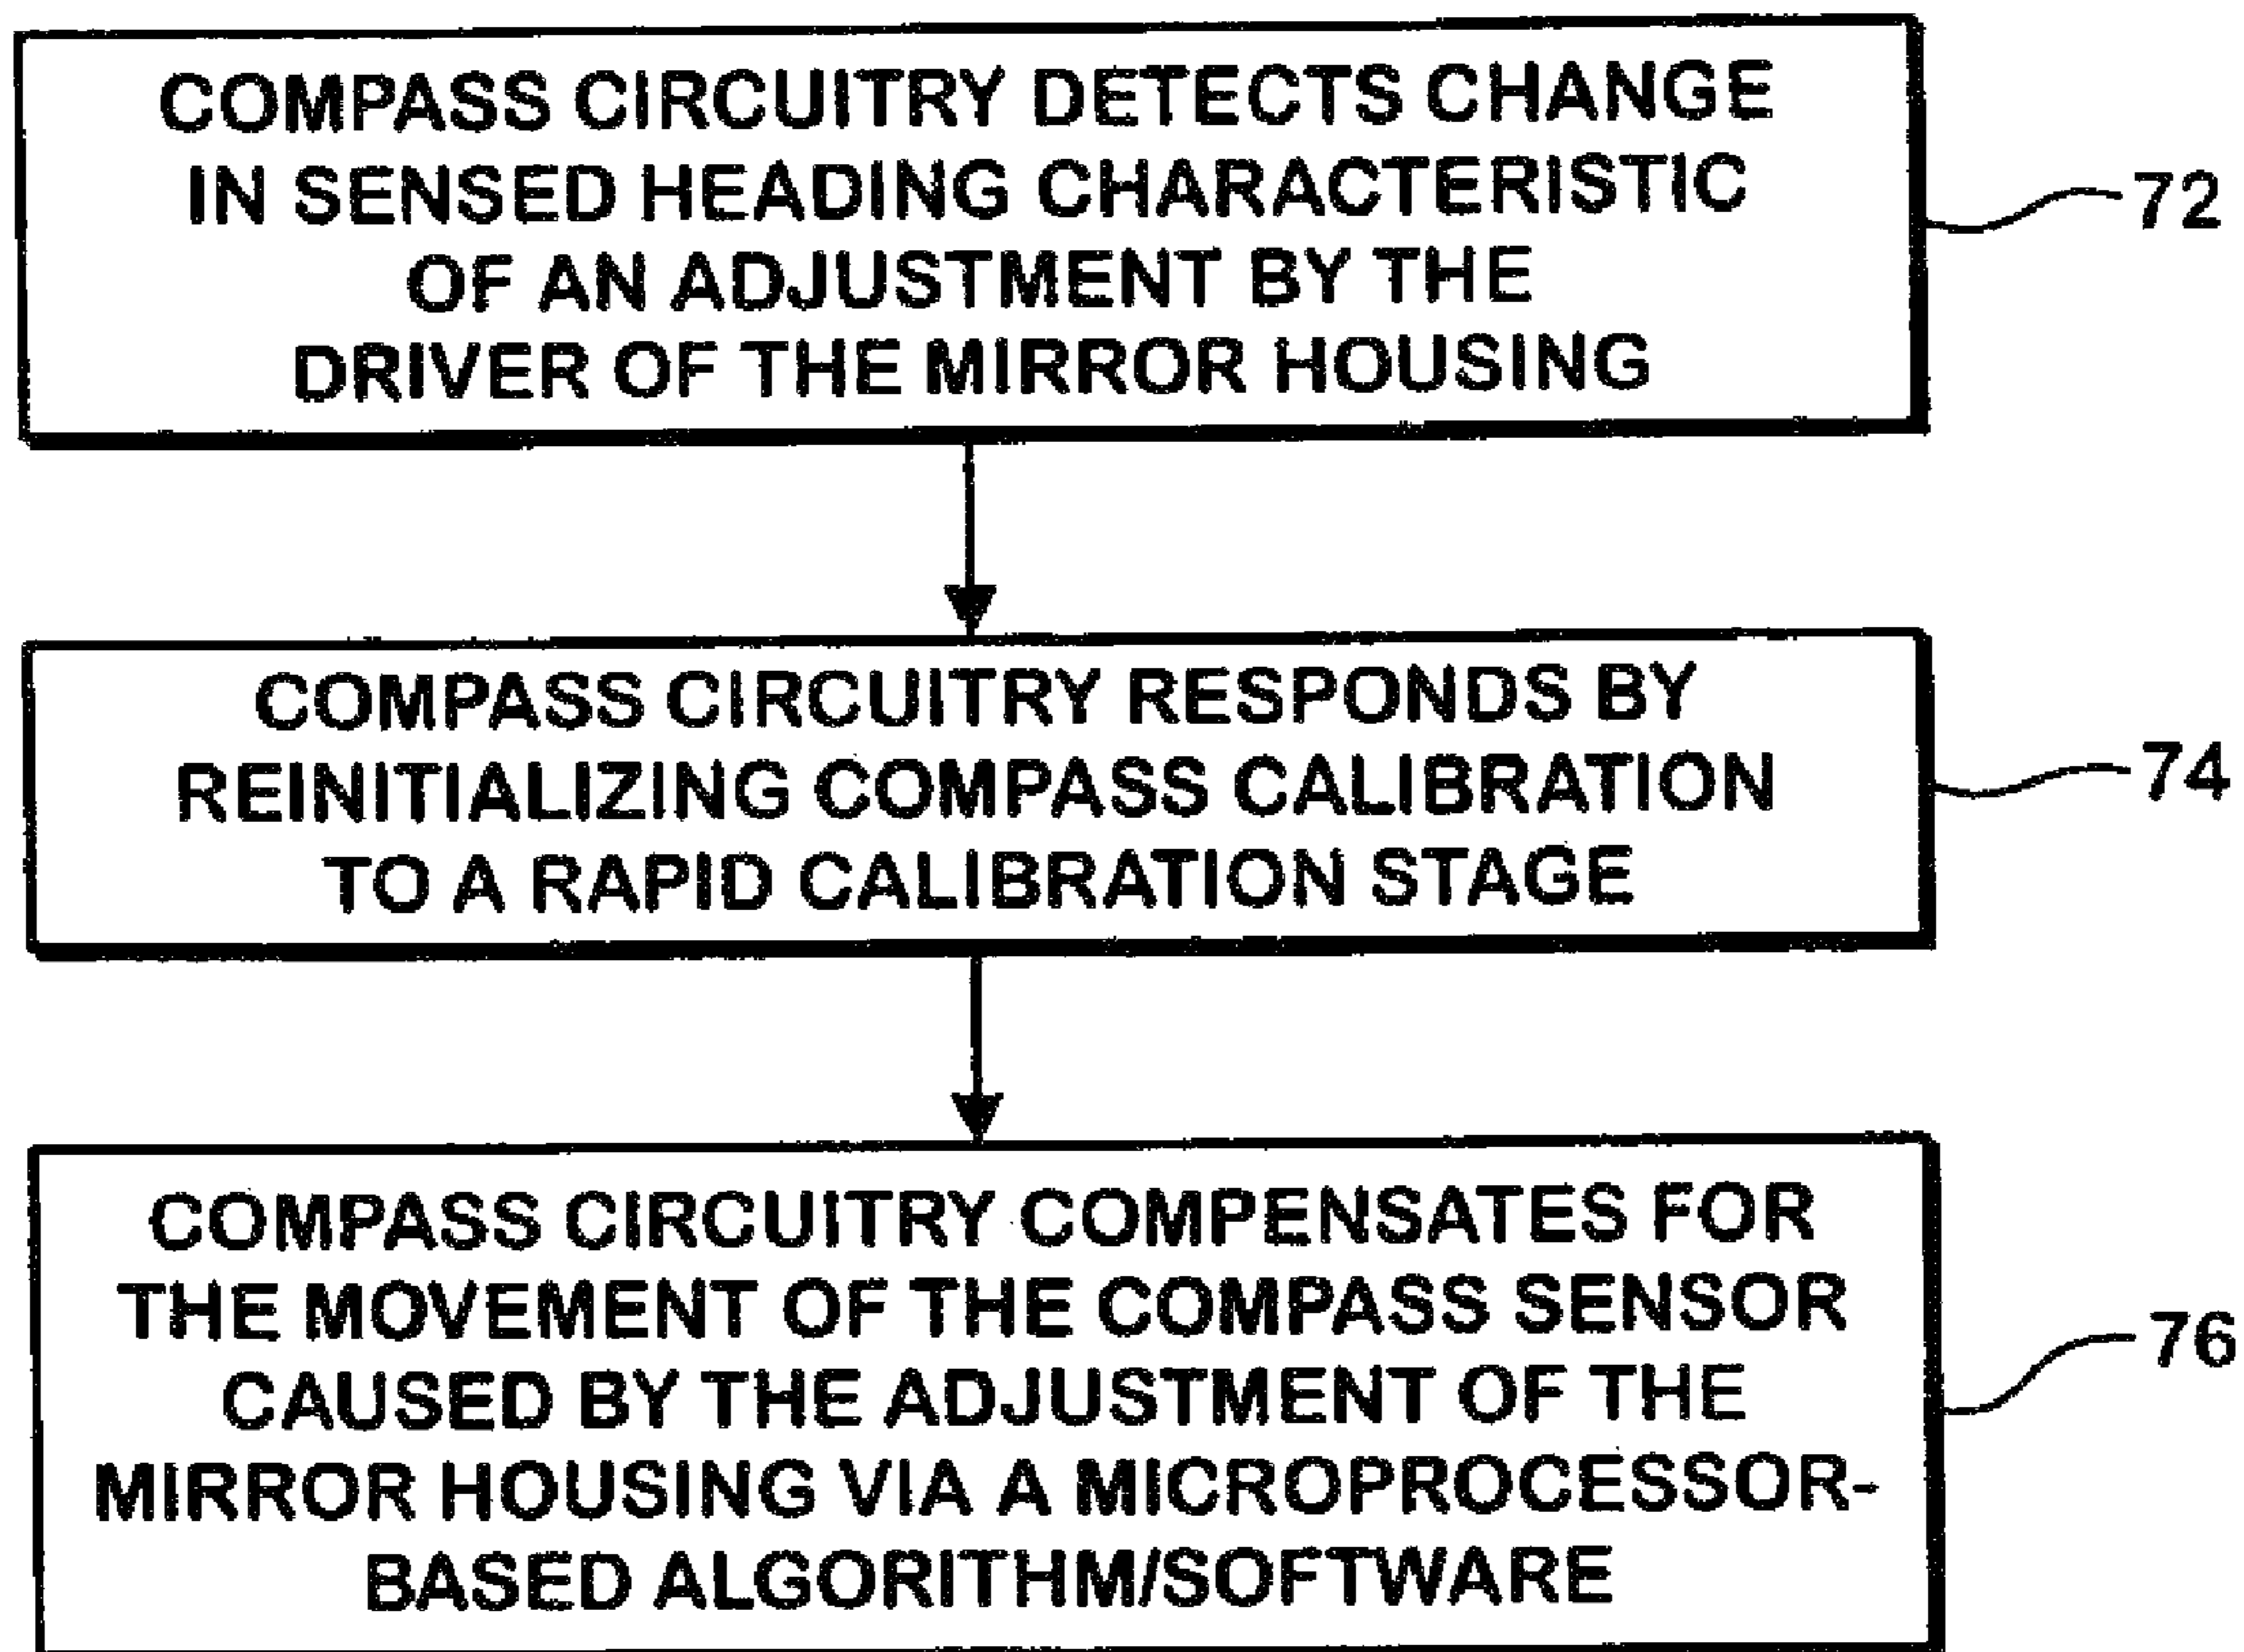 COMPASS CIRCUITRY DETECTS CHANGE
IN SENSED HEADING CHARACTERISTIC
OF AN ADJUSTMENT BY THE
DRIVER OF THE MIRROR HOUSING
72
COMPASS CIRCUITRY RESPONDS BY
REINITIALIZING COMPASS CALIBRATION
TO A RAPID CALIBRATION STAGE
74
COMPASS CIRCUITRY COMPENSATES FOR
THE MOVEMENT OF THE COMPASS SENSOR
CAUSED BY THE ADJUSTMENT OF THE
MIRROR HOUSING VIA A MICROPROCESSOR-
BASED ALGORITHM/SOFTWARE
76